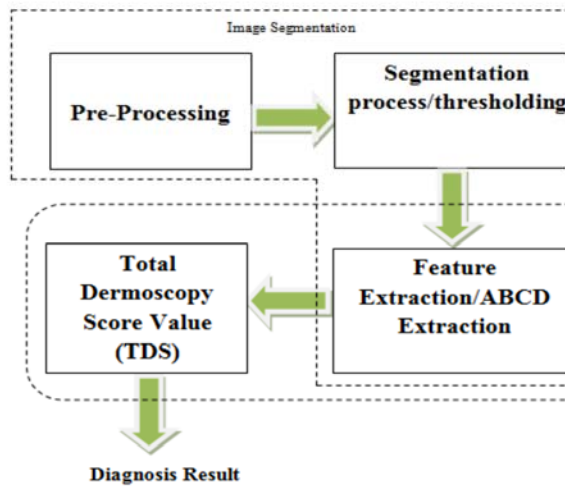 Image Segmentation
Pre-Processing
Segmentation
process/thresholding
Feature
Extraction/ABCD
Extraction
Total
Dermoscopy
Score Value
(TDS)
Diagnosis Result